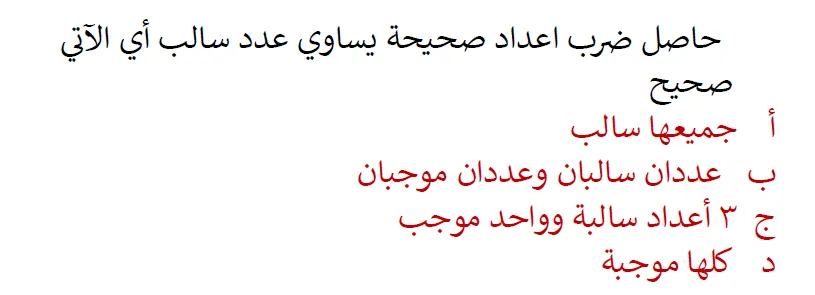 حاصل ضرب اعداد صحيحة يساوي عدد سالب أي الآتي
صحيح
أ جميعها سالب
ب عددان سالبان وعددان موجبان
ج ٣ أعداد سالبة وواحد موجب
د كلها موجبة